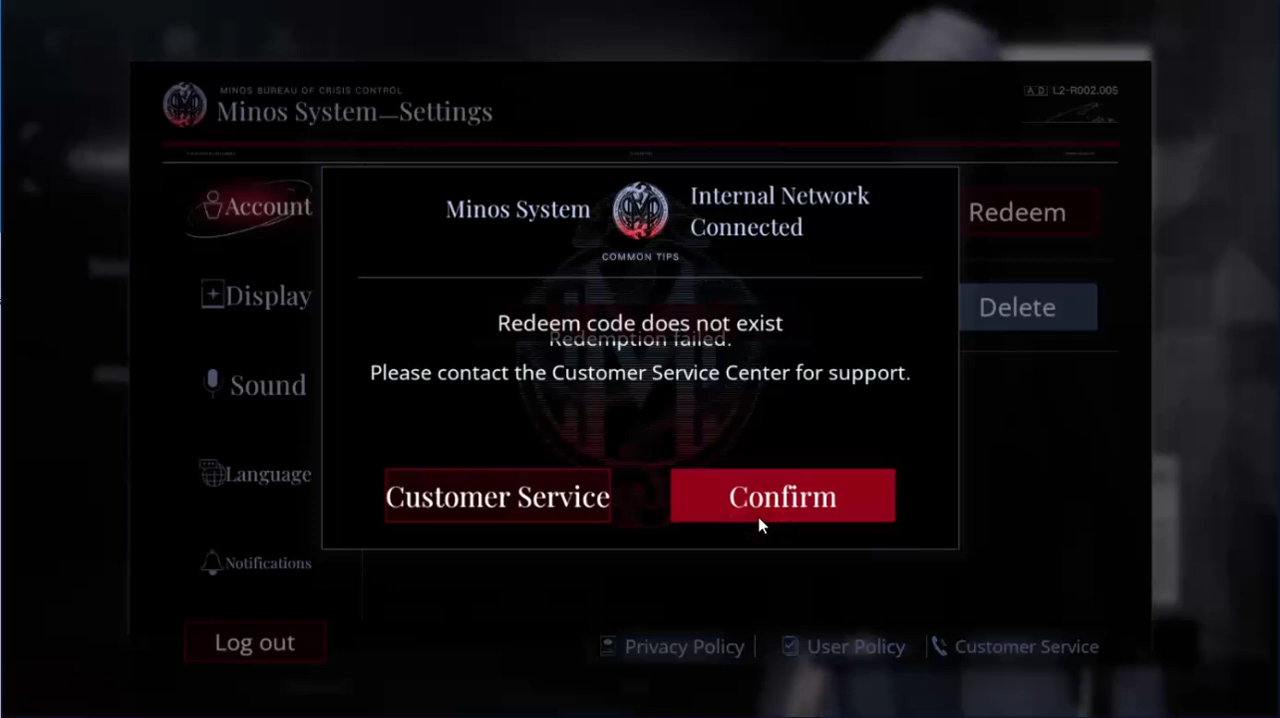 MINOS BUREAU OF CRISIS CONTROL
Minos System—Settings
A D L2-R002.005
Account
Display
Sound
Language
Notifications
Log out
Minos System
Internal Network
Connected
COMMON TIPS
Redeem code does not exist
Redemption failed.
Please contact the Customer Service Center for support.
Customer Service
Confirm
Redeem
Delete
Privacy Policy
User Policy
Customer Service